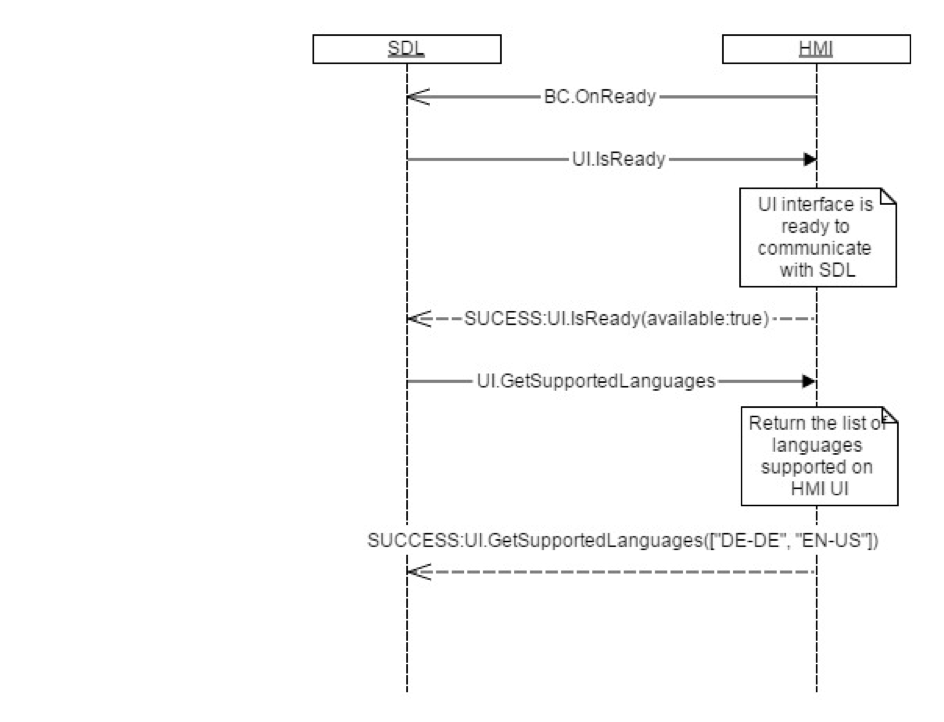 SDL
HMI
BC.OnReady
UI.IsReady
UI interface is
ready to
communicate
with SDL
SUCESS:UI.IsReady(available:true)
UI.GetSupportedLanguages
Return the list of
languages
supported on
HMI UI
SUCCESS:UI.GetSupportedLanguages(["DE-DE", "EN-US"])